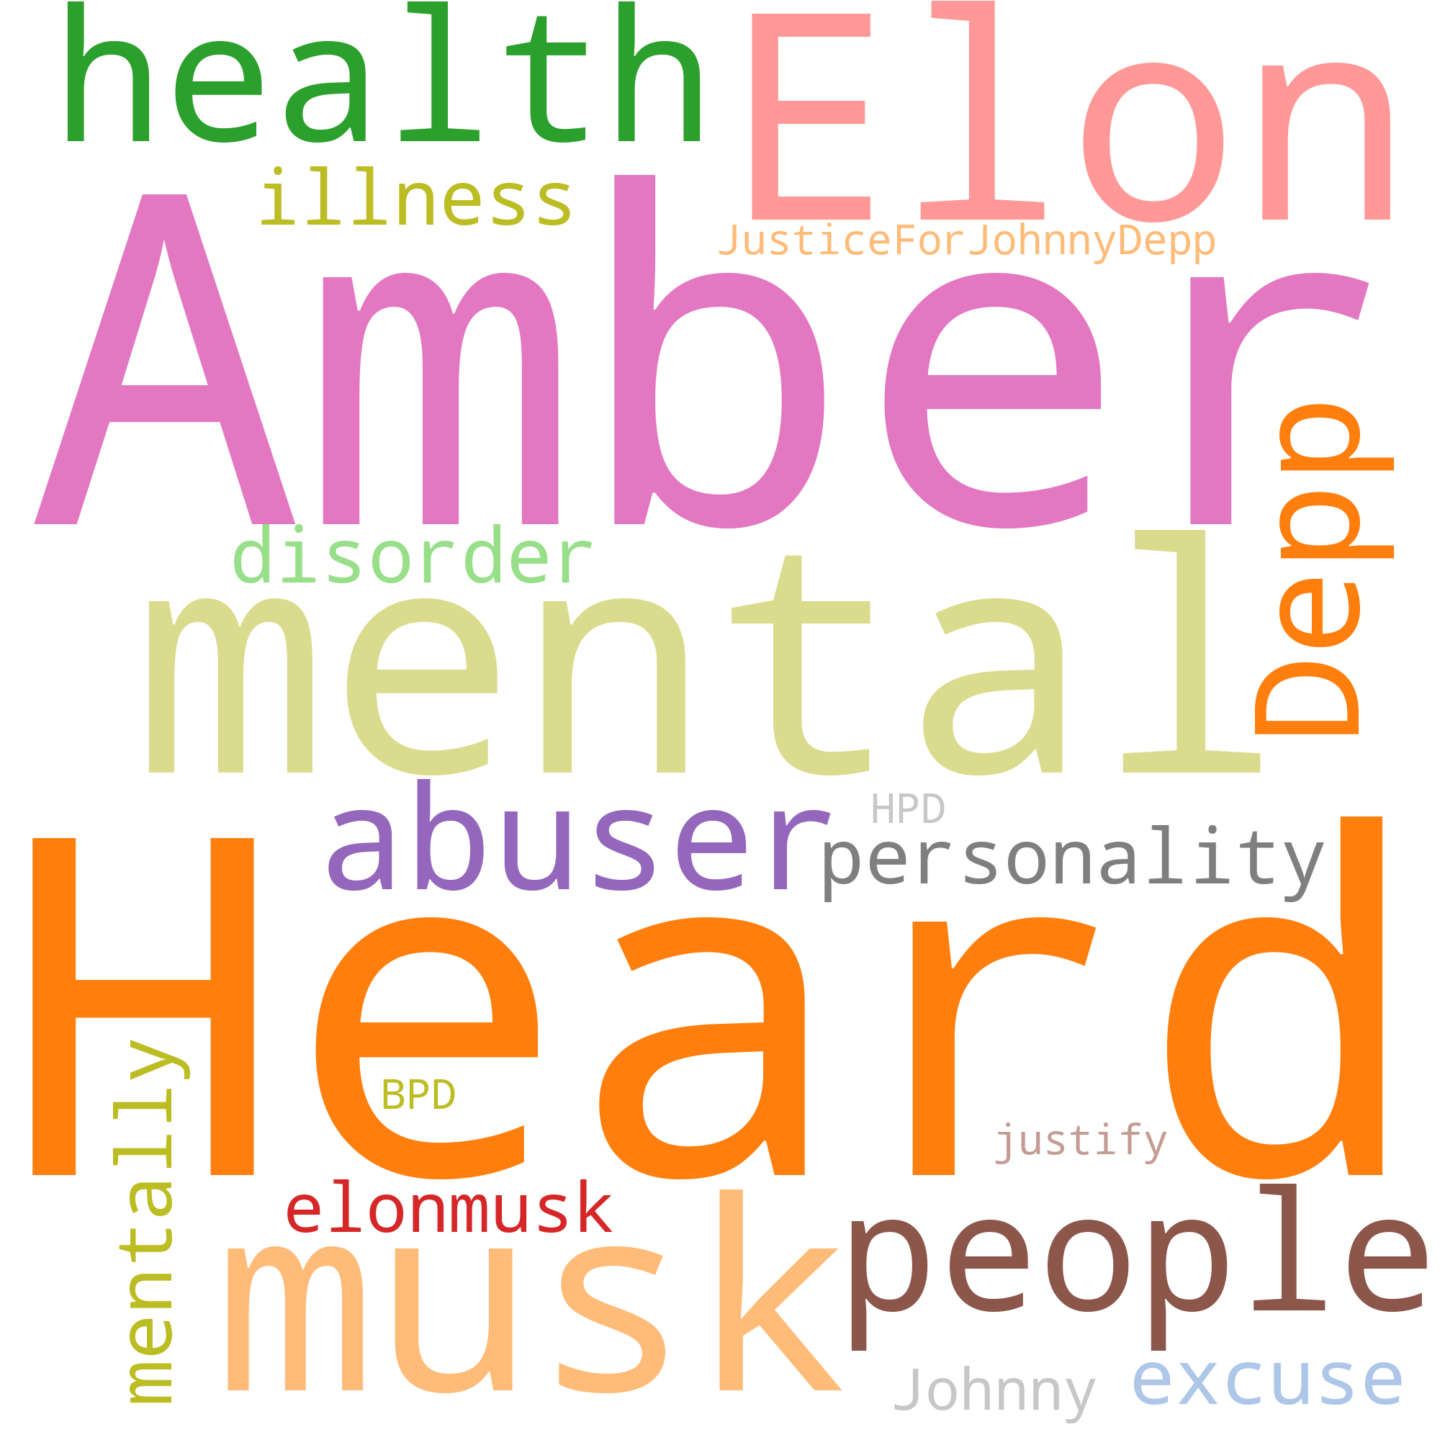 health
Elon
illness
JusticeForJohnnyDepp
Amber
Depp
disorder
mental
abuser
HPD
personality
Heard
BPD
mentally
justify
elonmusk
people
musk
Johnny
excuse